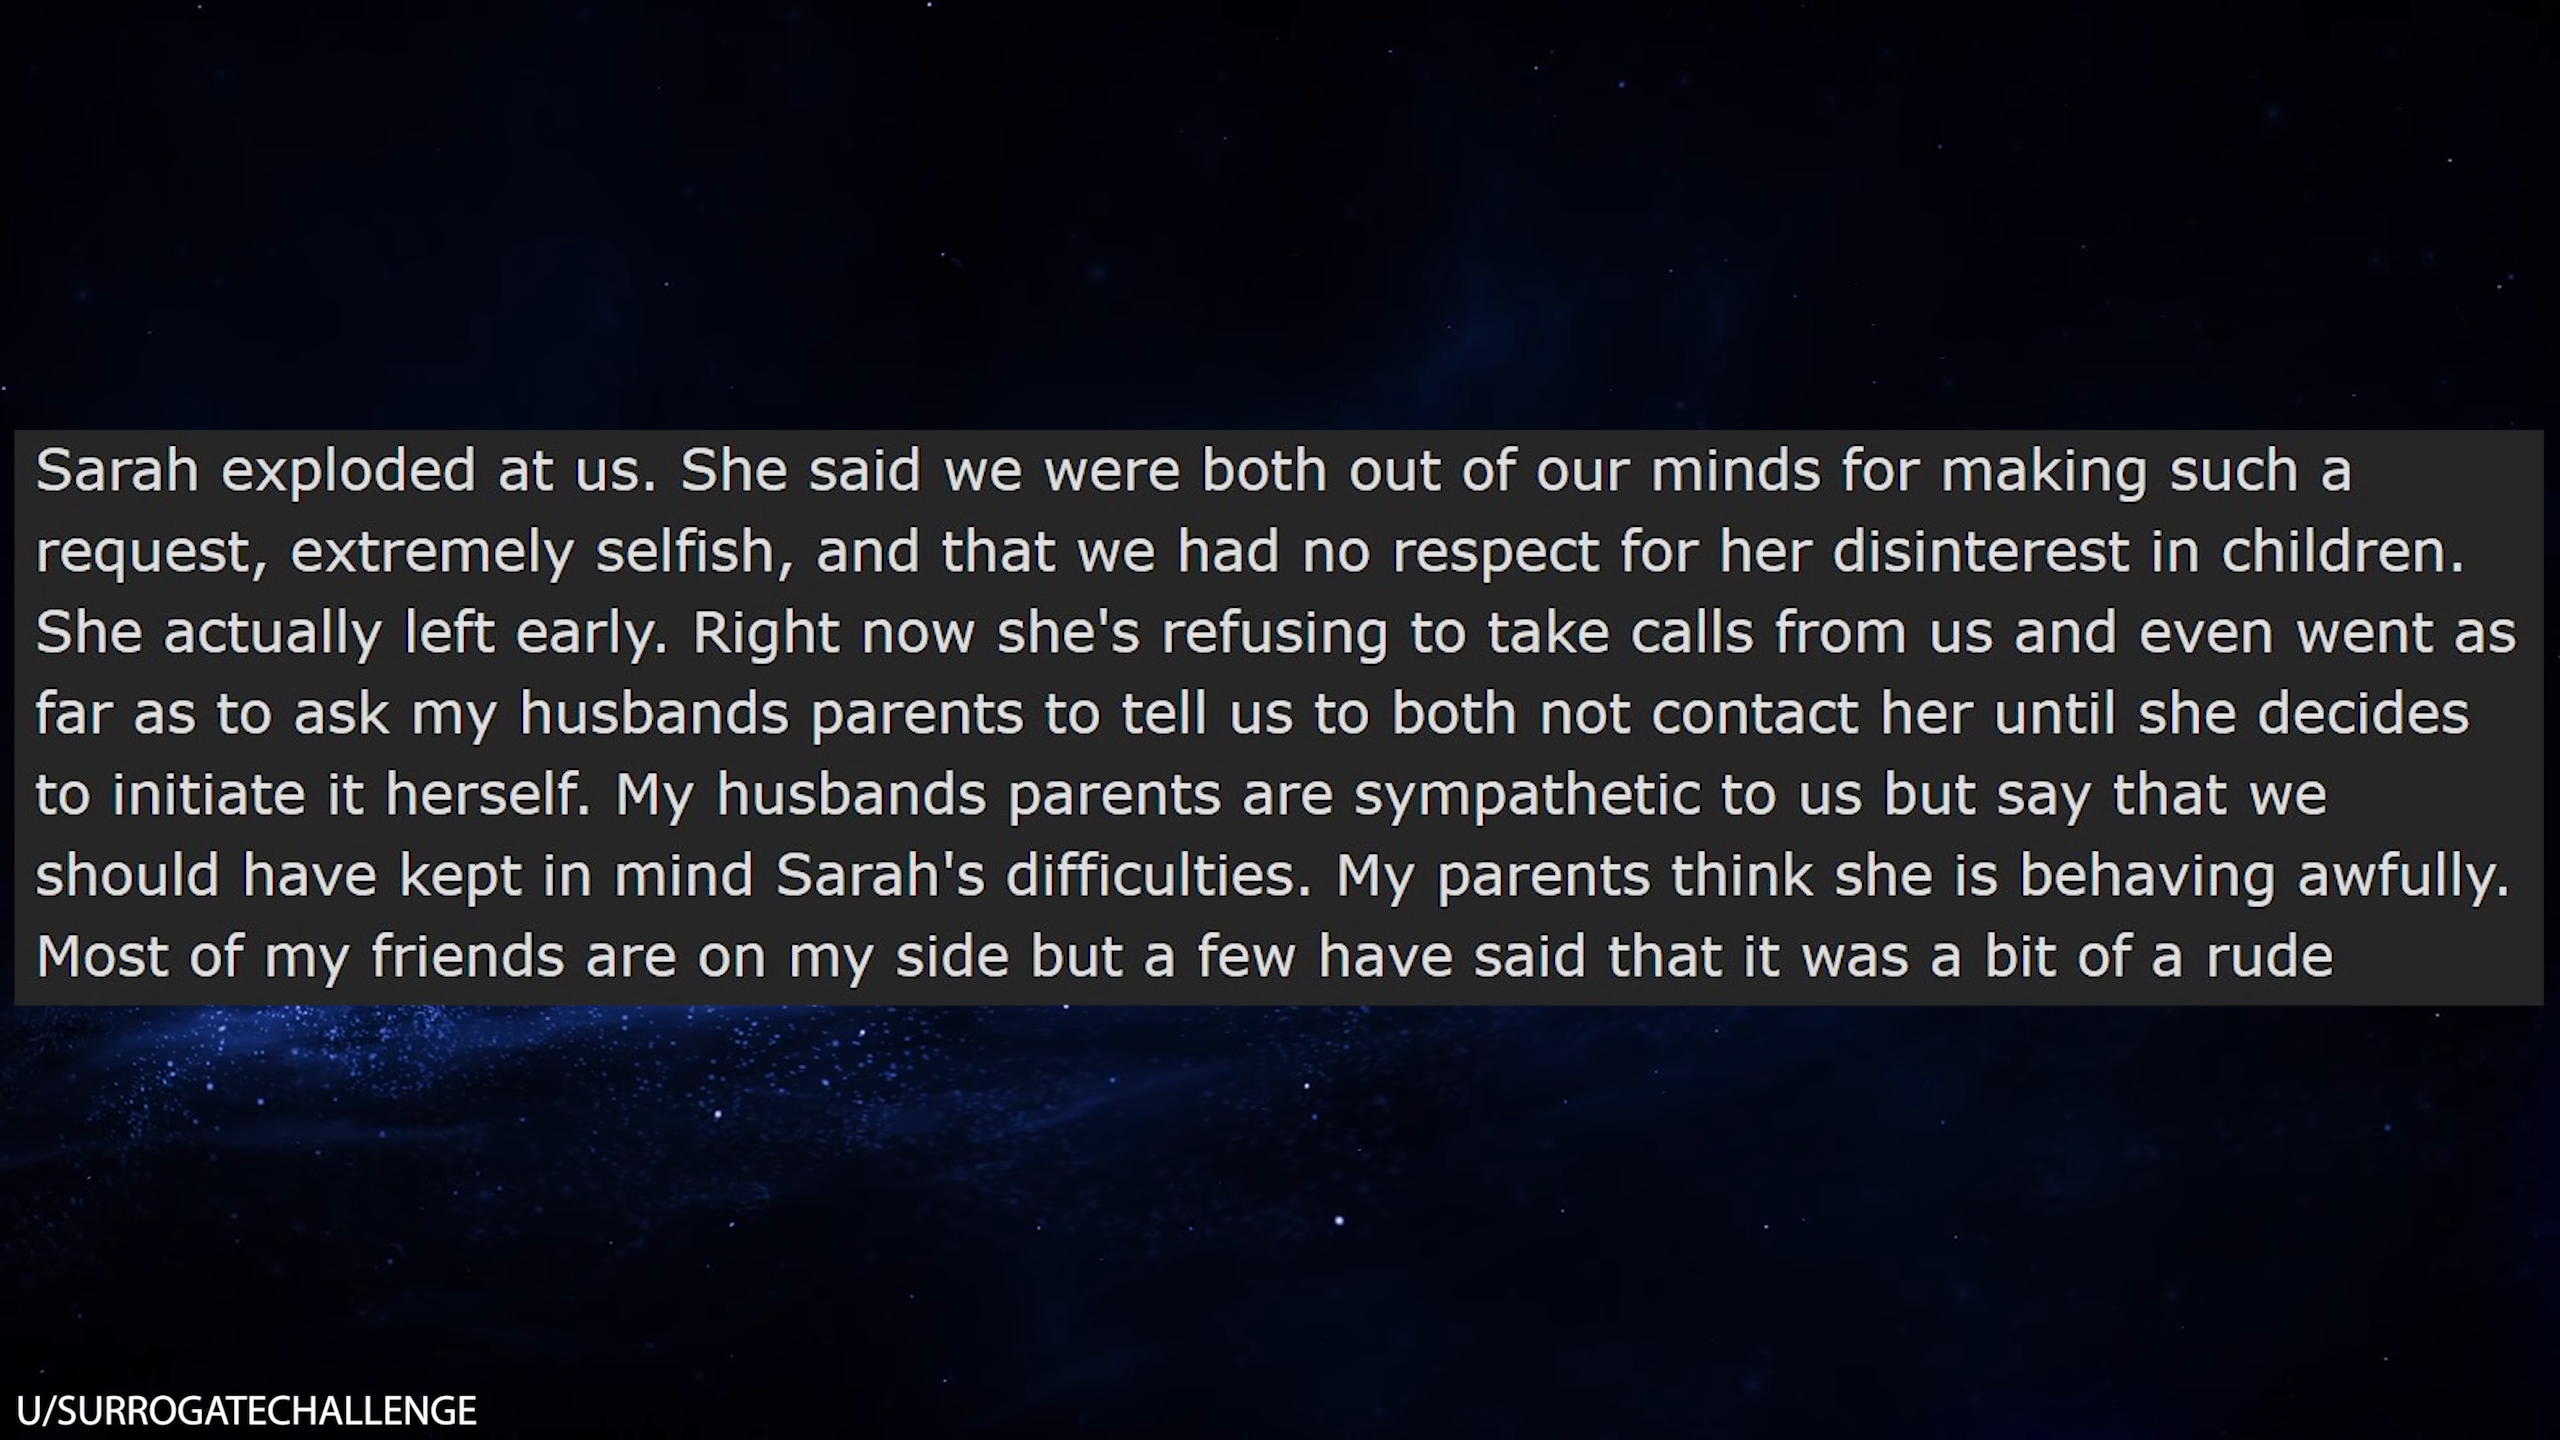 Sarah exploded at us. She said we were both out of our minds for making such a
request, extremely selfish, and that we had no respect for her disinterest in children.
She actually left early. Right now she's refusing to take calls from us and even went as
far as to ask my husbands parents to tell us to both not contact her until she decides
to initiate it herself. My husbands parents are sympathetic to us but say that we
should have kept in mind Sarah's difficulties. My parents think she is behaving awfully.
Most of my friends are on my side but a few have said that it was a bit of a rude
U/SURROGATECHALLENGE